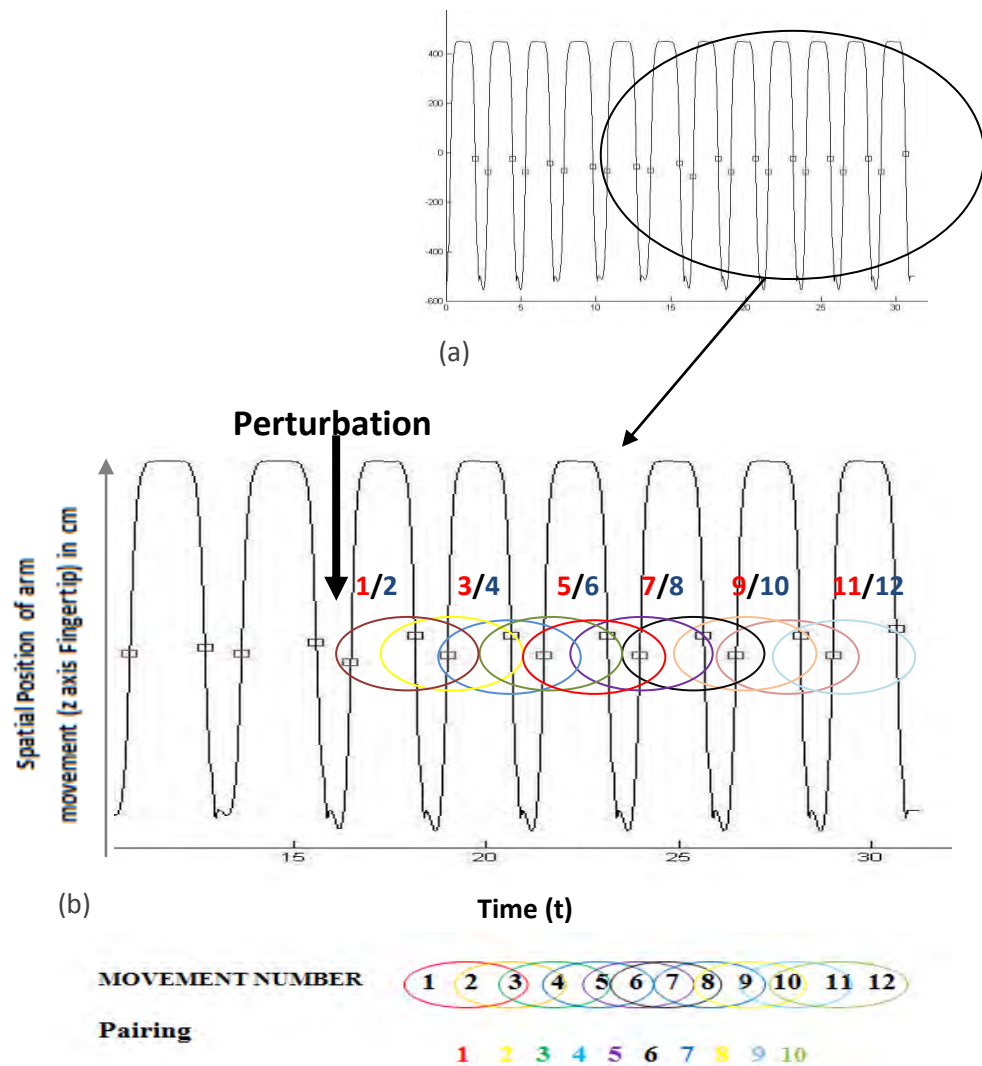 400
200
0
-200
-400
-600
0 5 10 15 20 25 30
(a)
Perturbation
Spatial Position of arm
movement (z axis Fingertip) in cm
1/2 3/4 5/6 7/8 9/10 11/12
15 20 25 30
(b)
Time (t)
MOVEMENT NUMBER 1 2 3 4 5 6 7 8 9 10 11 12
Pairing
1 2 3 4 5 6 7 8 9 10